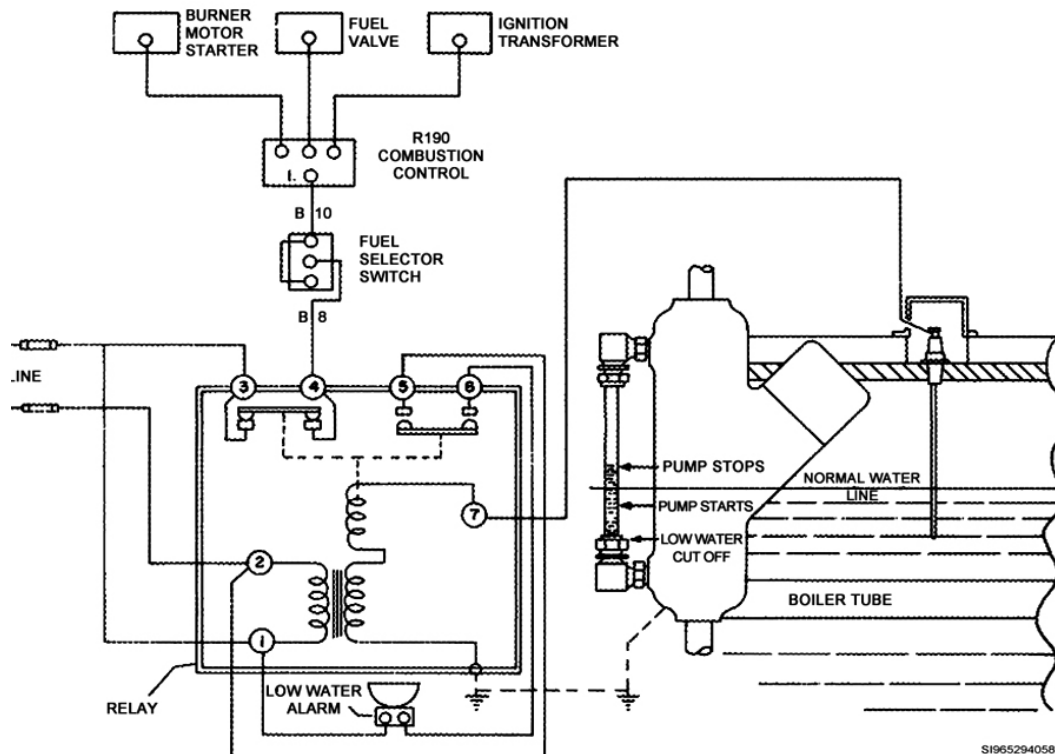 BURNER
MOTOR
STARTER
FUEL
VALVE
IGNITION
TRANSFORMER
R190
COMBUSTION
CONTROL
1.
B 10
FUEL
SELECTOR
SWITCH
B 8
LINE
3
4
5
6
PUMP STOPS
NORMAL WATER
LINE
7
PUMP STARTS
LOW WATER
CUT OFF
2
BOILER TUBE
1
LOW WATER
ALARM
RELAY
SI965294058